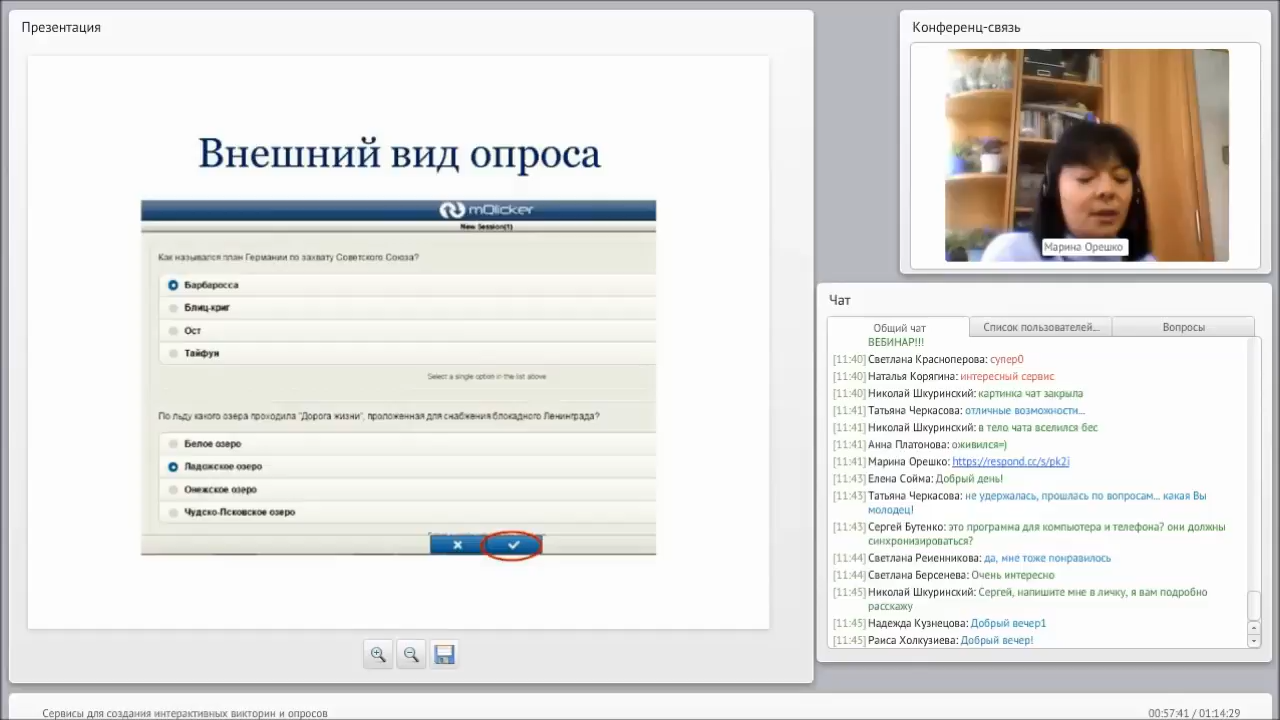 Презентация
Внешний вид опроса
mQlicker
New Session(1)
Как назывался план Германии по захвату Советского Союза?
Барбаросса
Блиц-криг
Ост
Тайфун
Select a single option in the list above
По льду какого озера проходила "Дорога жизни", проложенная для снабжения блокадного Ленинграда?
Белое озеро
Ладожское озеро
Онежское озеро
Чудско-Псковское озеро
Конференц-связь
Марина Орешко
Чат
Общий чат
Список пользователей...
Вопросы
ВЕБИНАР!!!
[11:40] Светлана Красноперова: супер0
[11:40] Наталья Корягина: интересный сервис
[11:40] Николай Шкуринский: картинка чат закрыла
[11:41] Татьяна Черкасова: отличные возможности...
[11:41] Николай Шкуринский: в тело чата вселился бес
[11:41] Анна Платонова: оживился=)
[11:41] Марина Орешко: https://respond.cc/s/pk2j
[11:43] Елена Сойма: Добрый день!
[11:43] Татьяна Черкасова: не удержалась, прошлась по вопросам... какая Вы
молодец!
[11:43] Сергей Бутенко: это программа для компьютера и телефона? они должны
синхронизироваться?
[11:44] Светлана Реиенникова: да, мне тоже понравилось
[11:44] Светлана Берсенева: Очень интересно
[11:45] Николай Шкуринский: Сергей, напишите мне в личку, я вам подробно
расскажу
[11:45] Надежда Кузнецова: Добрый вечер1
[11:45] Раиса Холкузиева: Добрый вечер!
Сервисы для создания интерактивных викторин и опросов
00:57:41 / 01:14:29